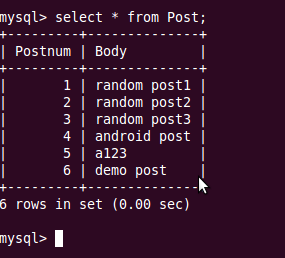 mysql> select * from Post;
+---------+--------------+
| Postnum | Body         |
+---------+--------------+
|       1 | random post1 |
|       2 | random post2 |
|       3 | random post3 |
|       4 | android post |
|       5 | a123         |
|       6 | demo post    |
+---------+--------------+
6 rows in set (0.00 sec)

mysql>